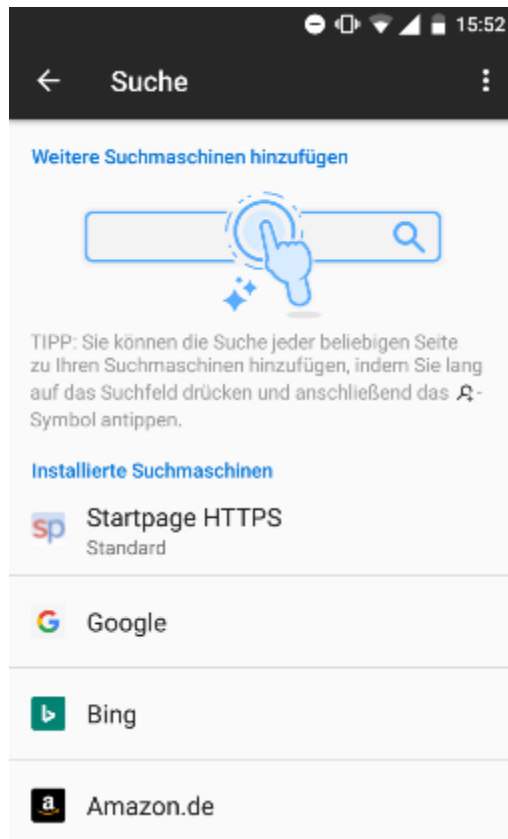 15:52
Suche
Weitere Suchmaschinen hinzufügen
TIPP: Sie können die Suche jeder beliebigen Seite
zu Ihren Suchmaschinen hinzufügen, indem Sie lang
auf das Suchfeld drücken und anschließend das -
Symbol antippen.
Installierte Suchmaschinen
sp
Startpage HTTPS
Standard
G
Google
b
Bing
a
Amazon.de